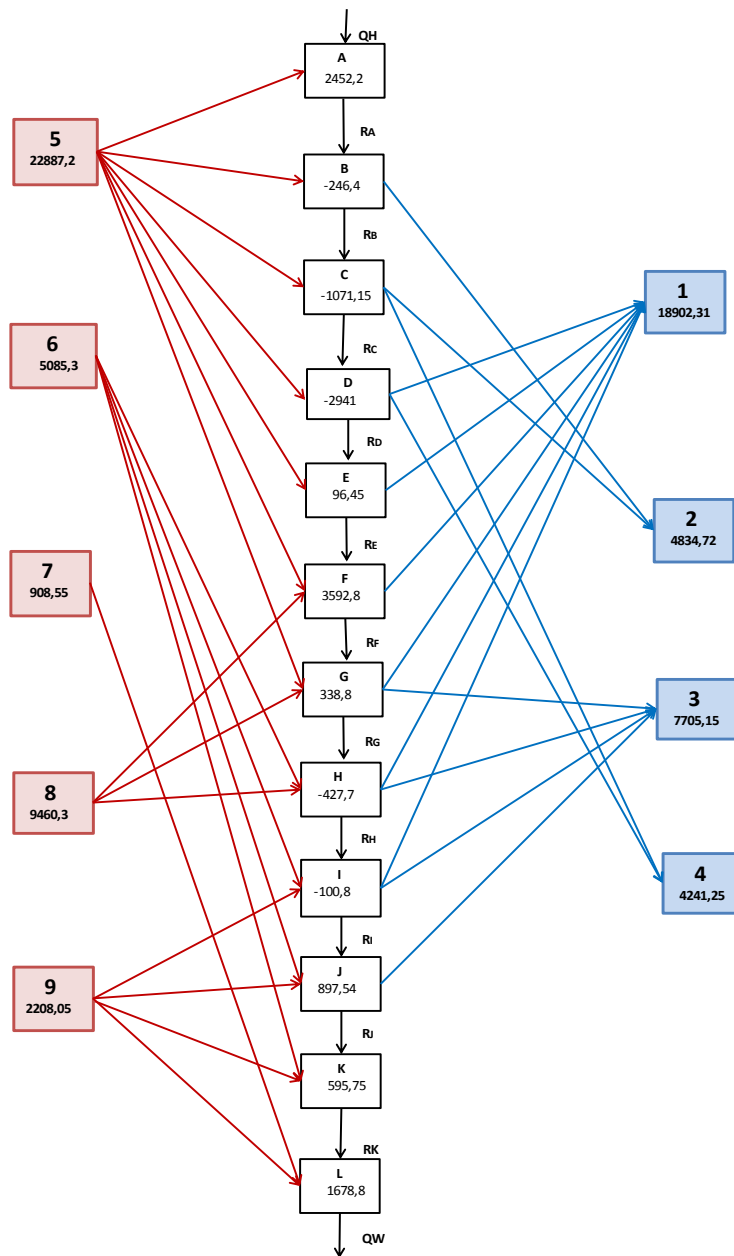 QH
A
2452,2
RA
5
22887,2
B
-246,4
RB
C
-1071,15
1
18902,31
6
5085,3
RC
D
-2941
RD
E
96,45
2
4834,72
RE
7
908,55
F
3592,8
RF
G
338,8
3
7705,15
RG
H
-427,7
8
9460,3
RH
I
-100,8
4
4241,25
RI
J
897,54
9
2208,05
RJ
K
595,75
RK
L
1678,8
QW